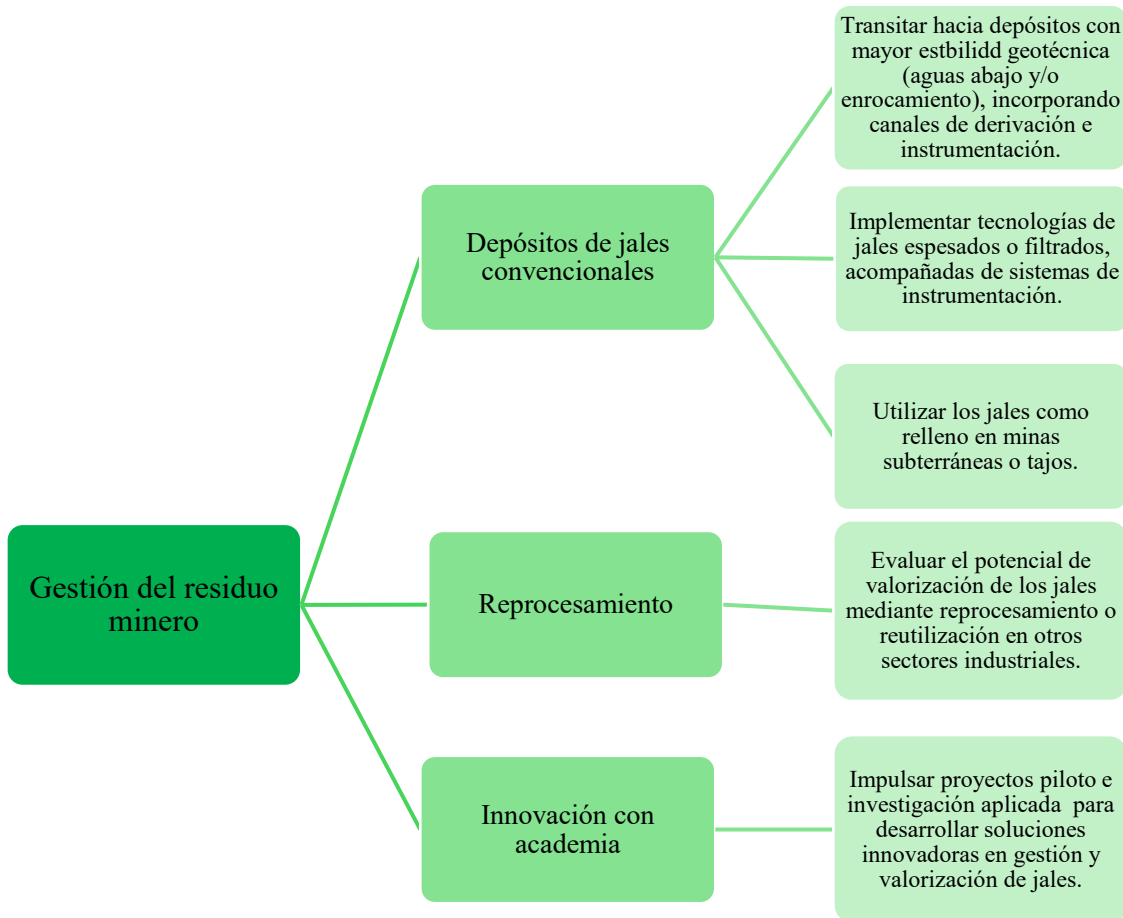 Transitar hacia depósitos con
mayor estbilidd geotécnica
(aguas abajo y/o
enrocamiento), incorporando
canales de derivación e
instrumentación.
Depósitos de jales
convencionales
Implementar tecnologías de
jales espesados o filtrados,
acompañadas de sistemas de
instrumentación.
Utilizar los jales como
relleno en minas
subterráneas o tajos.
Gestión del residuo
minero
Reprocesamiento
Evaluar el potencial de
valorización de los jales
mediante reprocesamiento o
reutilización en otros
sectores industriales.
Innovación con
academia
Impulsar proyectos piloto e
investigación aplicada  para
desarrollar soluciones
innovadoras en gestión y
valorización de jales.